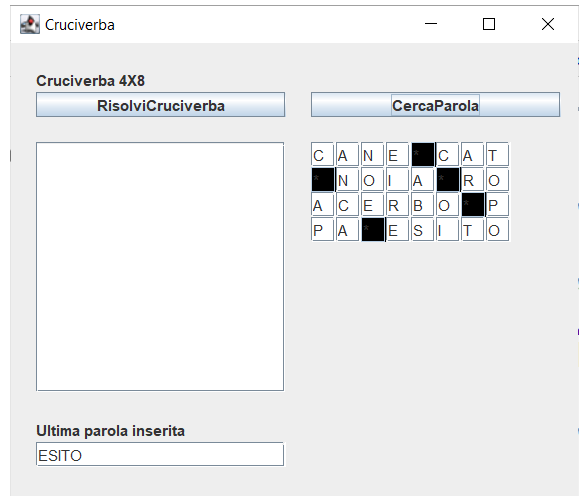 Cruciverba
Cruciverba 4X8
RisolviCruciverba CercaParola
C A N E * C A T
* N O I A * R O
A C E R B O * P
P A * E S I T O
Ultima parola inserita
ESITO